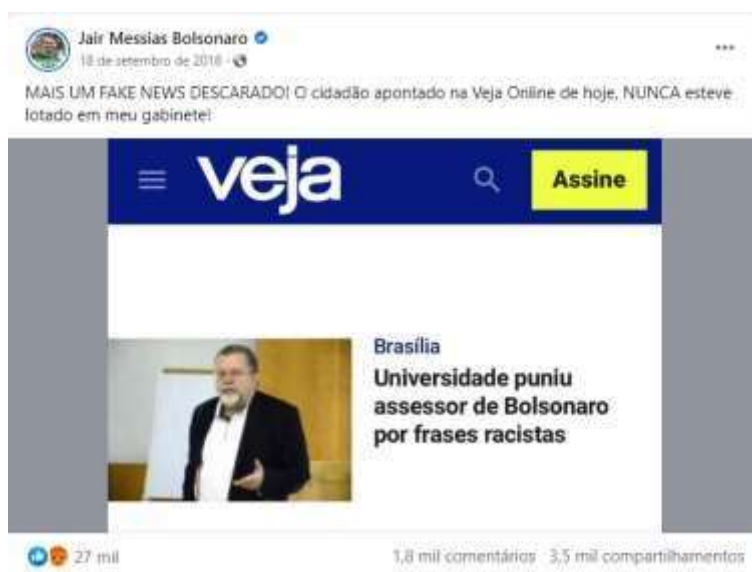 Jair Messias Bolsonaro
18 de setembro de 2018
MAIS UM FAKE NEWS DESCARADO! O cidadão apontado na Veja Online de hoje, NUNCA esteve
lotado em meu gabinete!
veja
Assine
Brasília
Universidade puniu
assessor de Bolsonaro
por frases racistas
27 mil
1,8 mil comentários 3,5 mil compartilhamentos